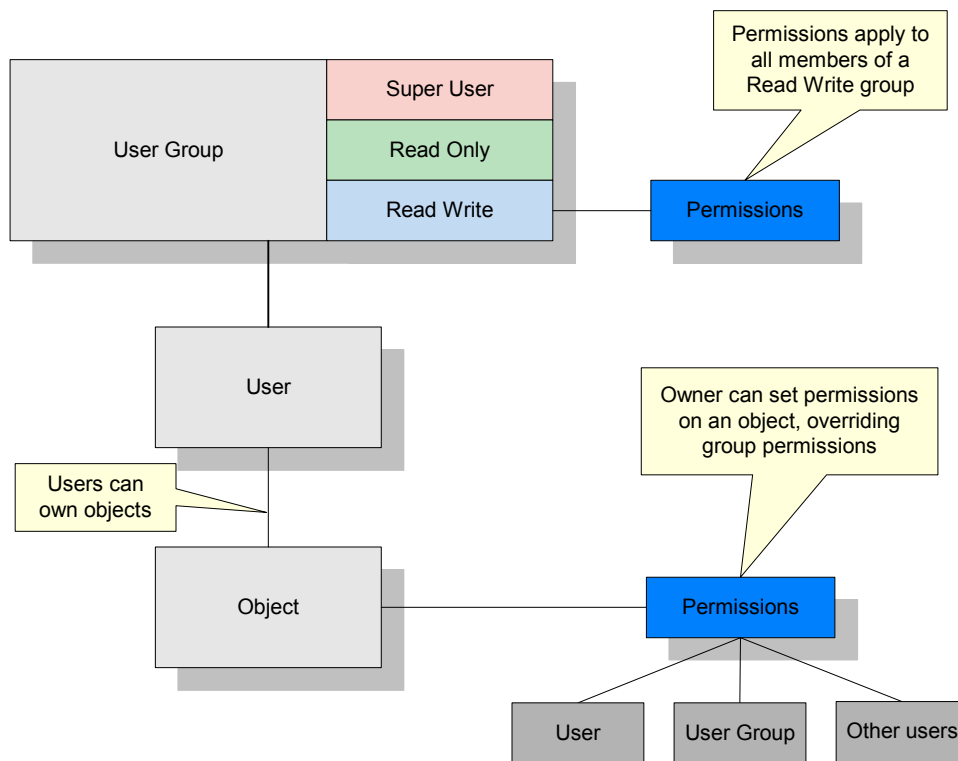 Permissions apply to
all members of a
Read Write group
Super User
User Group
Read Only
Read Write
Permissions
User
Owner can set permissions
on an object, overriding
group permissions
Users can
own objects
Object
Permissions
User
User Group
Other users